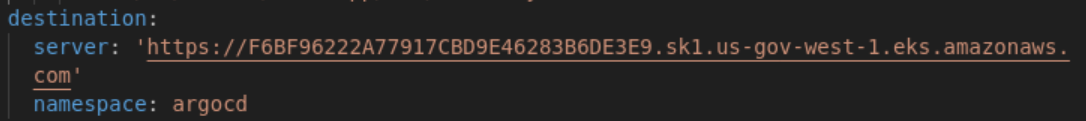 destination:
server: 'https://F6BF96222A77917CBD9E46283B6DE3E9.sk1.us-gov-west-1.eks.amazonaws.
com'
namespace: argocd